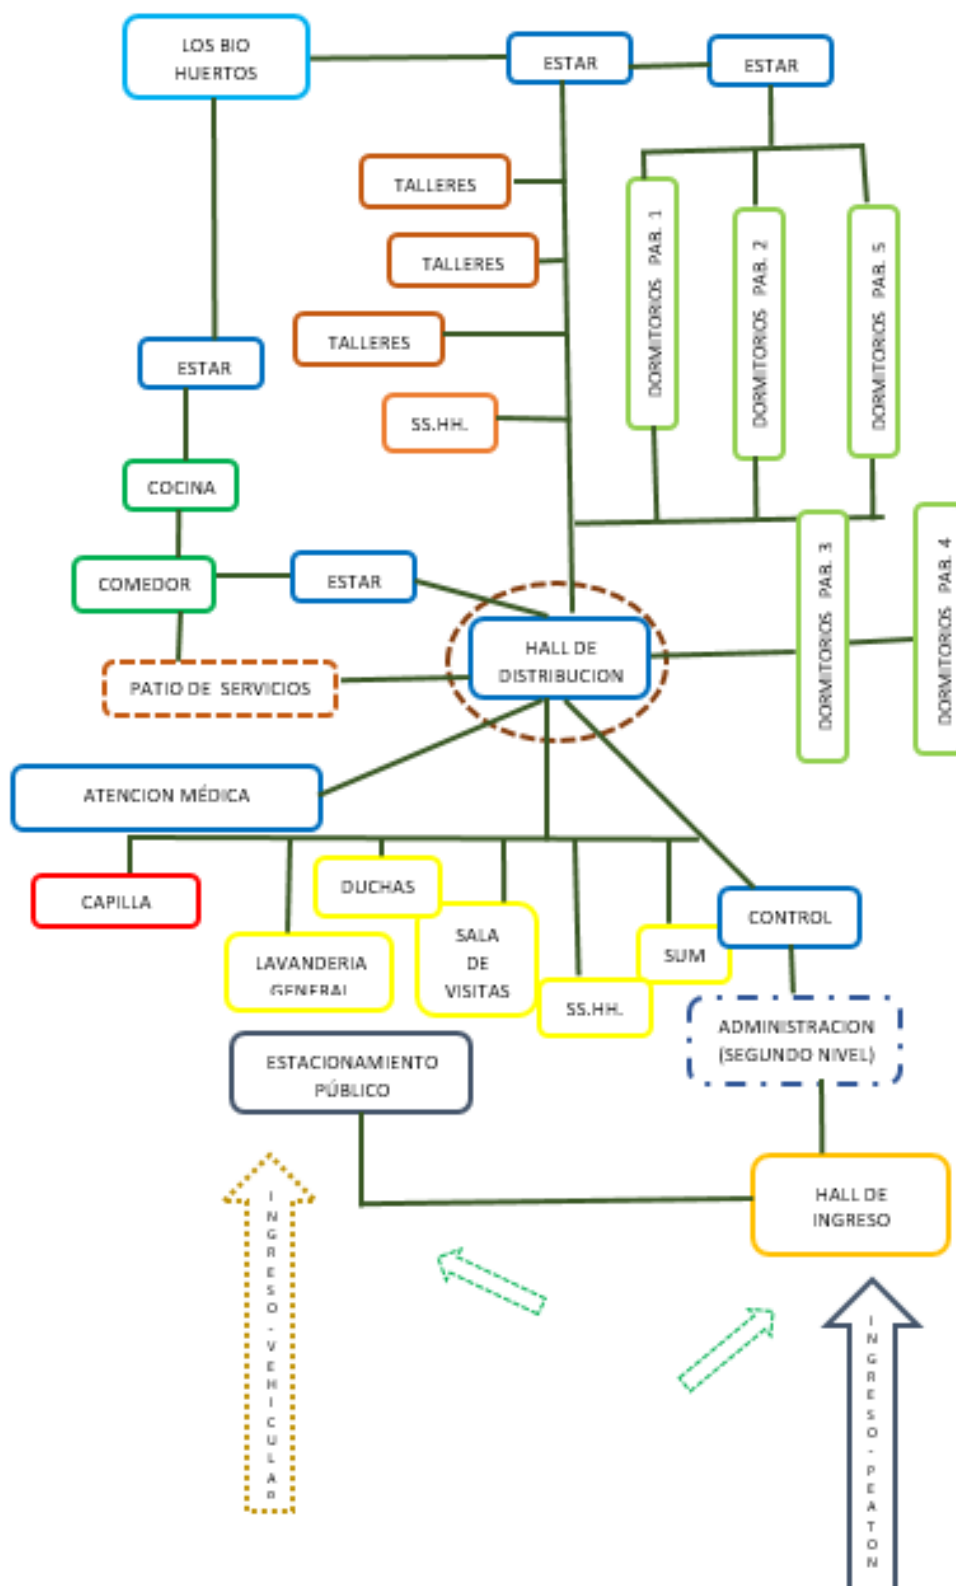 LOS BIO
HUERTOS
ESTAR
ESTAR
TALLERES
TALLERES
TALLERES
SS.HH.
DORMITORIOS PAB. 1
DORMITORIOS PAB. 2
DORMITORIOS PAB. 5
ESTAR
COCINA
COMEDOR
ESTAR
PATIO DE SERVICIOS
HALL DE
DISTRIBUCION
DORMITORIOS PAB. 3
DORMITORIOS PAB. 4
ATENCION MÉDICA
CAPILLA
LAVANDERIA
GENERAL
DUCHAS
SALA
DE
VISITAS
SS.HH.
SUM
CONTROL
ADMINISTRACION
(SEGUNDO NIVEL)
ESTACIONAMIENTO
PÚBLICO
HALL DE
INGRESO
INGRESO-VEHICULAR
INGRESO-PEATON